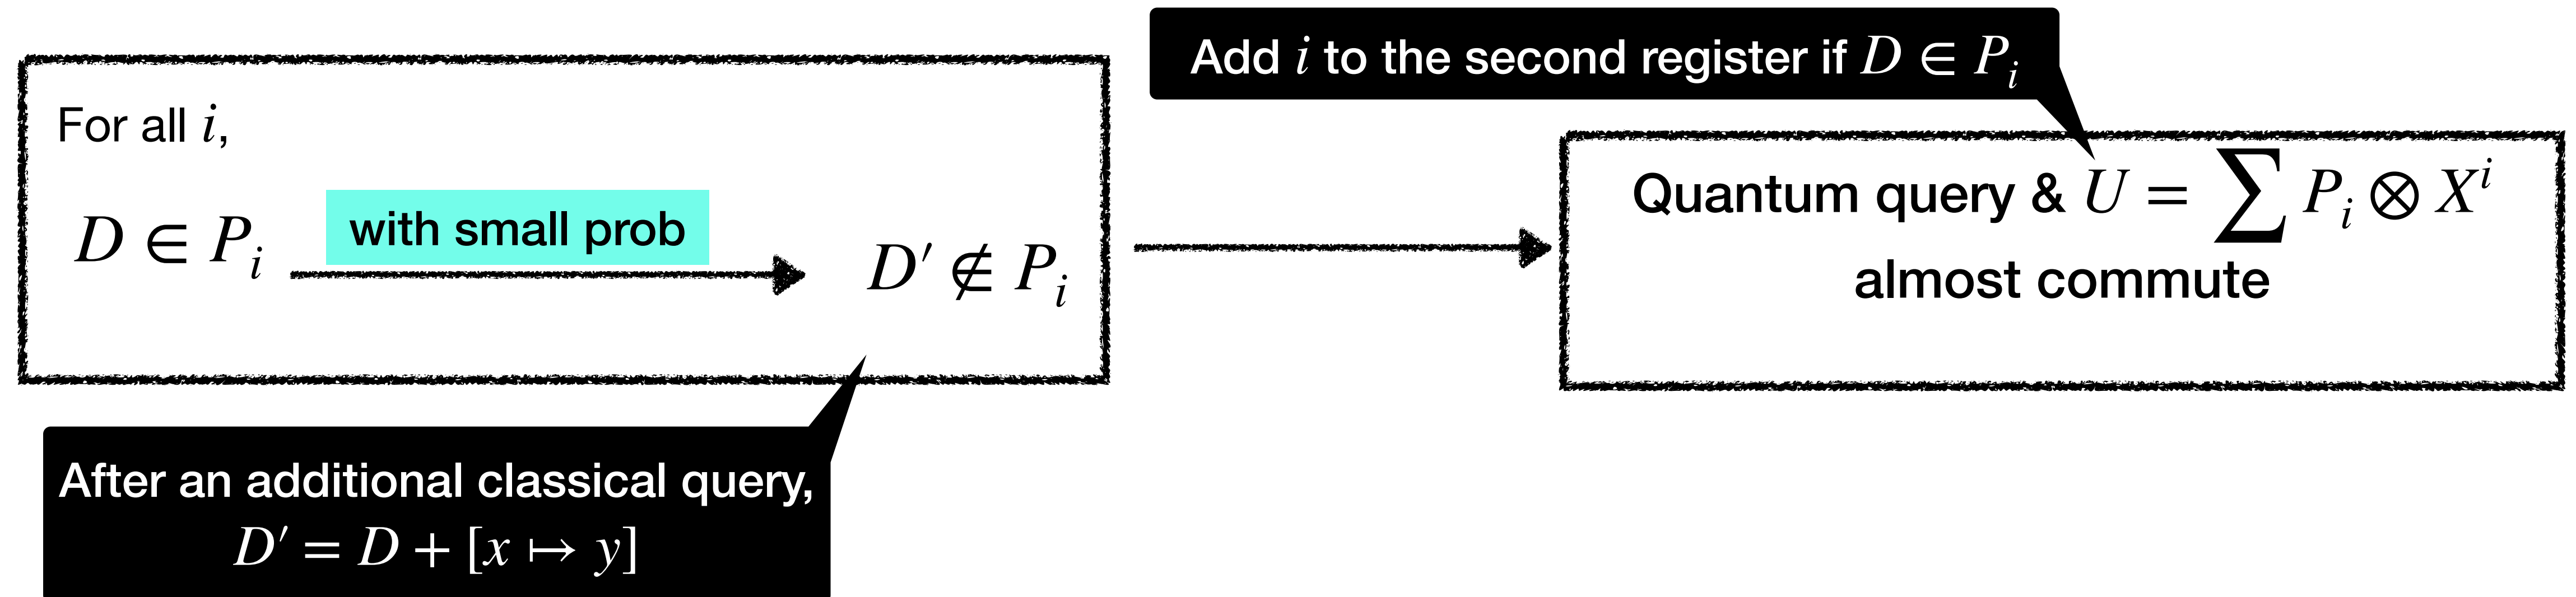 Add i to the second register if D ∈ P_i
For all i,
with small prob
D ∈ P_i
D′ ∉ P_i
Quantum query & U = ∑ P_i ⊗ X^i
almost commute
After an additional classical query,
D′ = D + [x ↦ y]